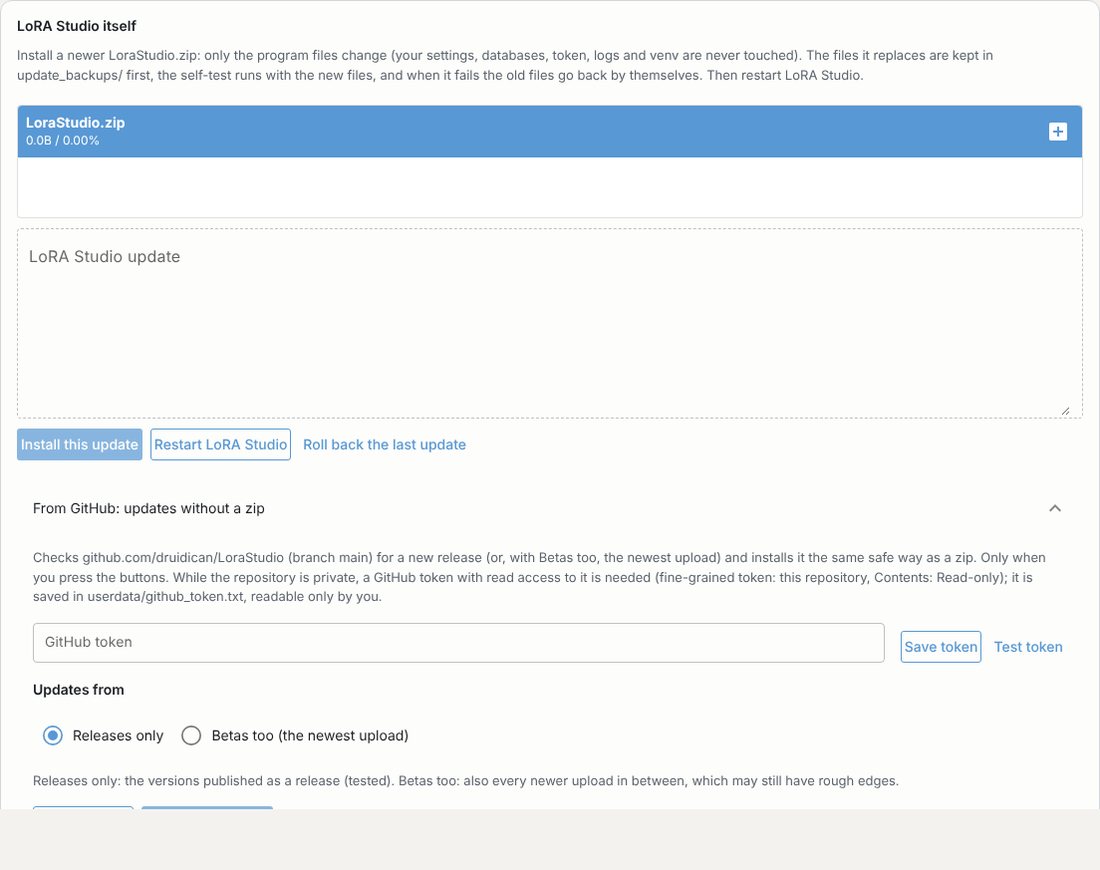 LoRA Studio itself
Install a newer LoraStudio.zip: only the program files change (your settings, databases, token, logs and venv are never touched). The files it replaces are kept in
update_backups/ first, the self-test runs with the new files, and when it fails the old files go back by themselves. Then restart LoRA Studio.
LoraStudio.zip
0.0B / 0.00%
LoRA Studio update
Install this update Restart LoRA Studio Roll back the last update
From GitHub: updates without a zip
Checks github.com/druidican/LoraStudio (branch main) for a new release (or, with Betas too, the newest upload) and installs it the same safe way as a zip. Only when
you press the buttons. While the repository is private, a GitHub token with read access to it is needed (fine-grained token: this repository, Contents: Read-only); it is
saved in userdata/github_token.txt, readable only by you.
GitHub token
Save token Test token
Updates from
Releases only Betas too (the newest upload)
Releases only: the versions published as a release (tested). Betas too: also every newer upload in between, which may still have rough edges.